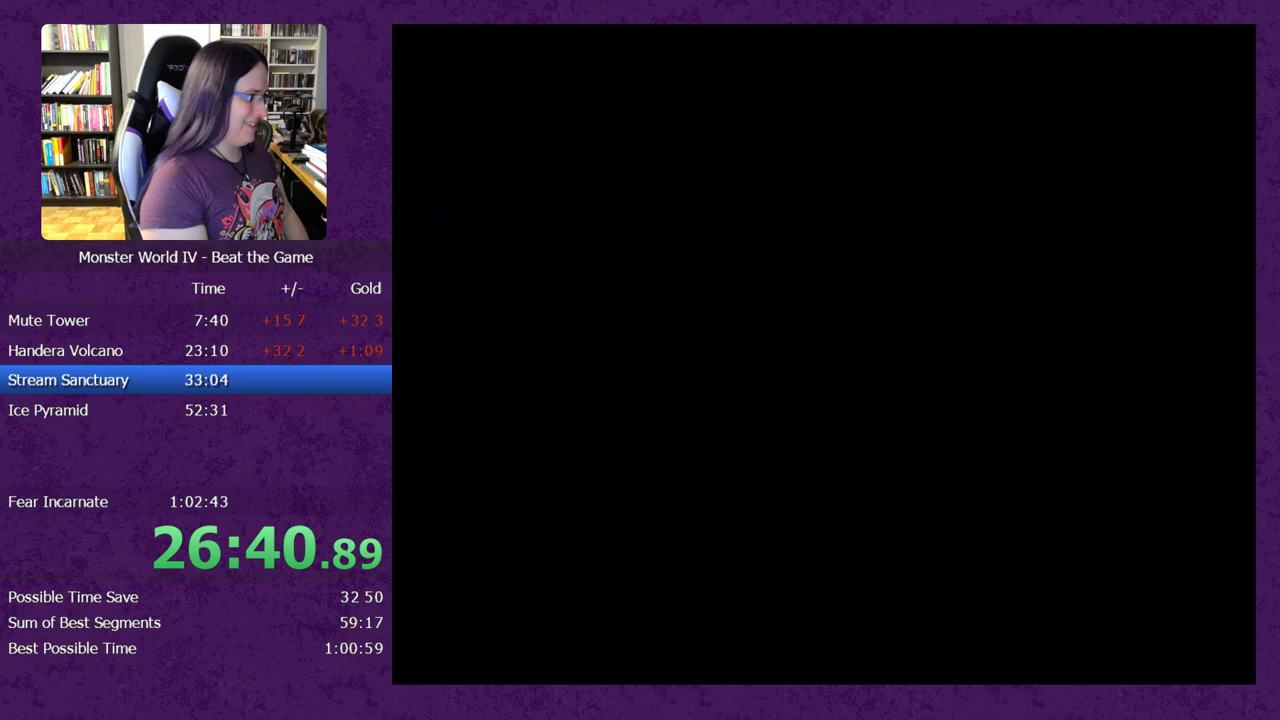 Monster World IV - Beat the Game
Time +/- Gold
Mute Tower 7:40 +15 7 +32 3
Handera Volcano 23:10 +32 2 +1:09
Stream Sanctuary 33:04
Ice Pyramid 52:31
Fear Incarnate 1:02:43
26:40.89
Possible Time Save 32 50
Sum of Best Segments 59:17
Best Possible Time 1:00:59